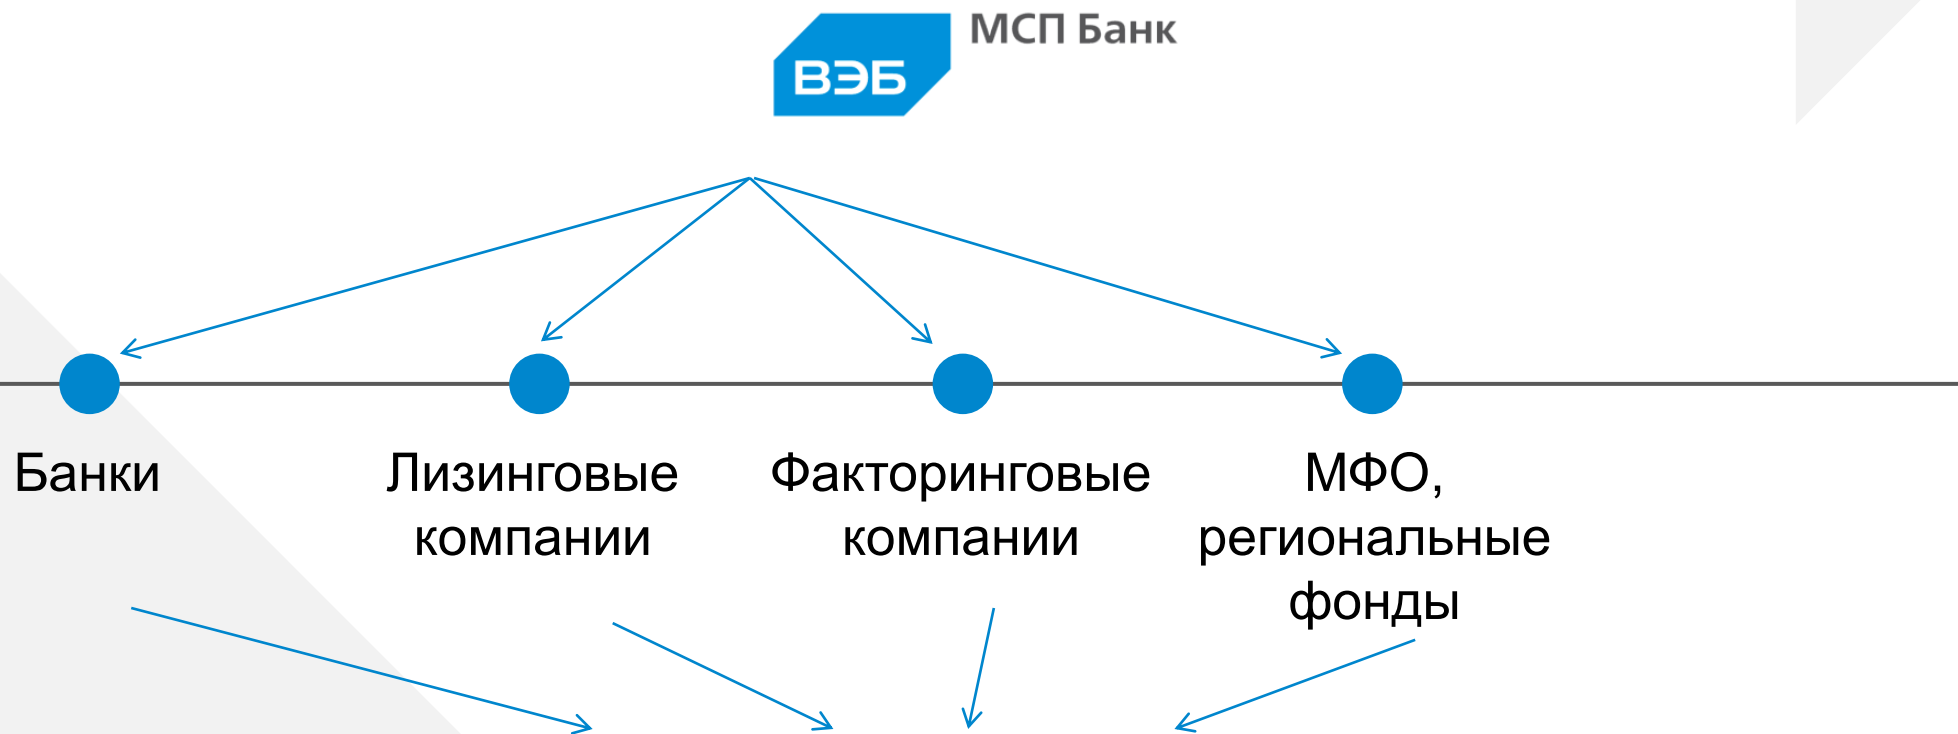 МСП Банк
ВЭБ
Банки
Лизинговые
компании
Факторинговые
компании
МФО,
региональные
фонды